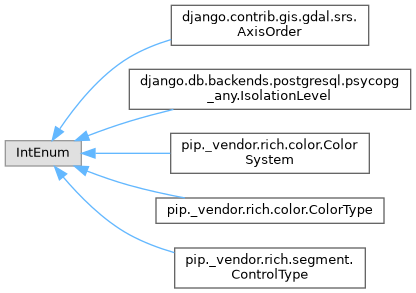 django.contrib.gis.gdal.srs.
AxisOrder
django.db.backends.postgresql.psycopg
_any.IsolationLevel
IntEnum
pip._vendor.rich.color.Color
System
pip._vendor.rich.color.ColorType
pip._vendor.rich.segment.
ControlType